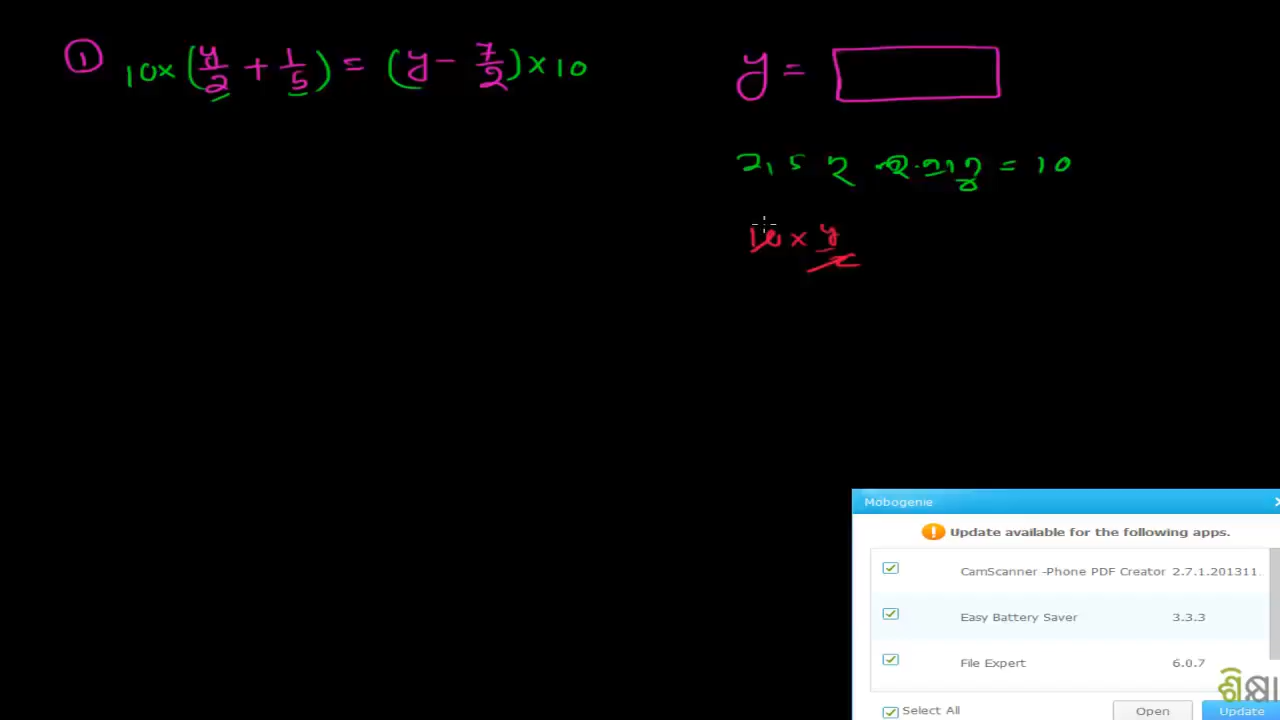 ① 10×(y/2 + 1/5) = (y − 7/2)×10
y =
2, 5 ର ଲ.ସା.ଗୁ = 10
10 × y/2
Mobogenie
Update available for the following apps.
CamScanner -Phone PDF Creator 2.7.1.201311.
Easy Battery Saver 3.3.3
File Expert 6.0.7
ଶିକ୍ଷା
Select All Open Update